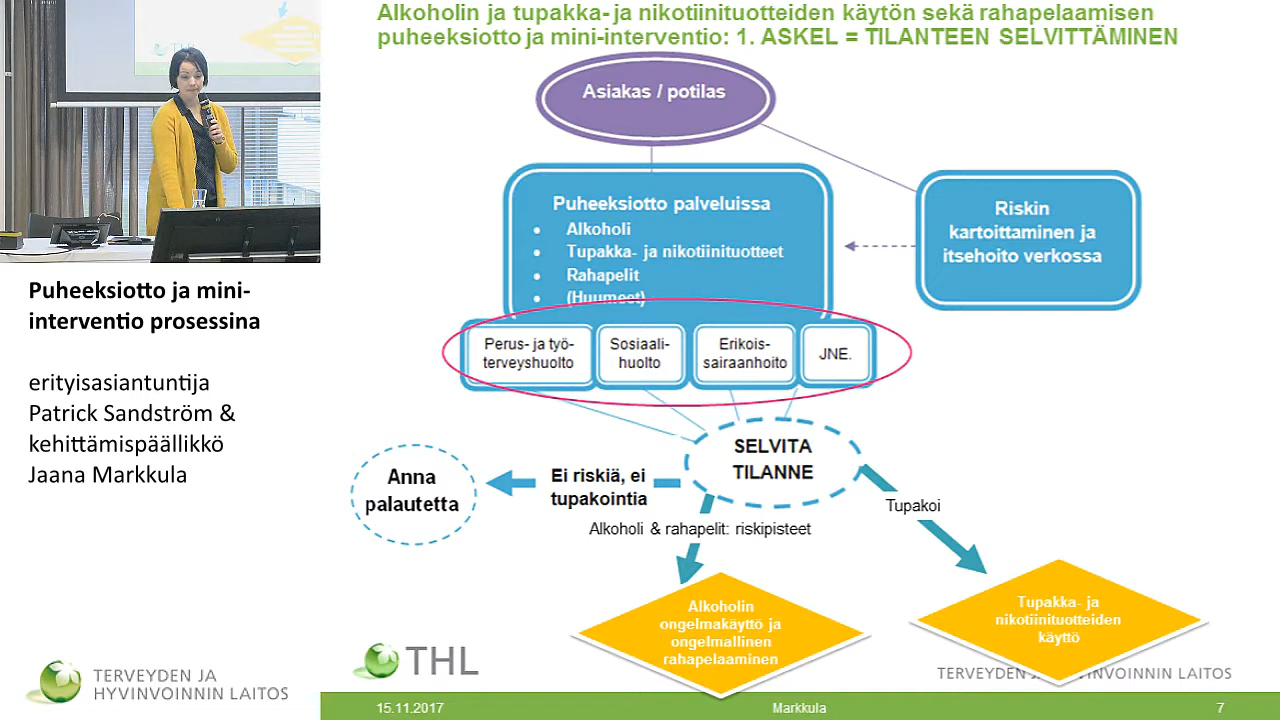 Alkoholin ja tupakka- ja nikotiinituotteiden käytön sekä rahapelaamisen
puheeksiotto ja mini-interventio: 1. ASKEL = TILANTEEN SELVITTÄMINEN
THL
Asiakas / potilas
Puheeksiotto palveluissa
• Alkoholi
• Tupakka- ja nikotiinituotteet
• Rahapelit
• (Huumeet)
Riskin
kartoittaminen ja
itsehoito verkossa
Perus- ja työ-
terveyshuolto
Sosiaali-
huolto
Erikois-
sairaanhoito
JNE.
SELVITA
TILANNE
Ei riskiä, ei
tupakointia
Anna
palautetta
Alkoholi & rahapelit: riskipisteet
Tupakoi
Alkoholin
ongelmakäyttö ja
ongelmallinen
rahapelaaminen
Tupakka- ja
nikotiinituotteiden
käyttö
Puheeksiotto ja mini-
interventio prosessina
erityisasiantuntija
Patrick Sandström &
kehittämispäällikkö
Jaana Markkula
TERVEYDEN JA
HYVINVOINNIN LAITOS
THL
TERVEYDEN JA HYVINVOINNIN LAITOS
15.11.2017
Markkula
7